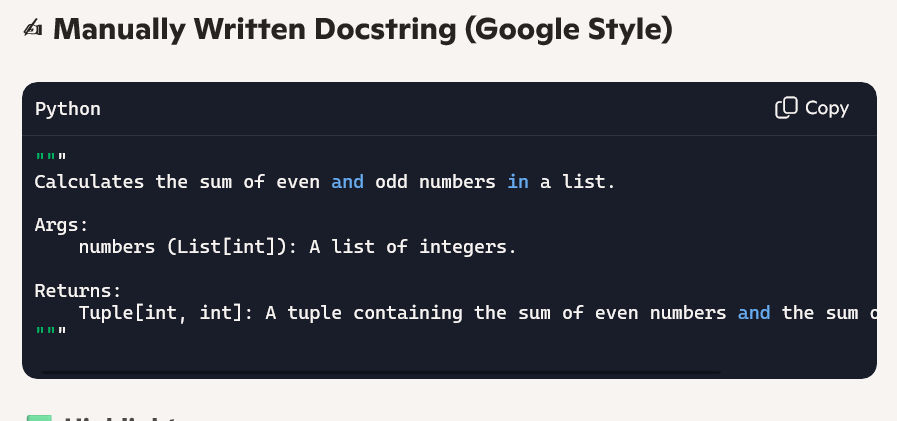 ✍️ Manually Written Docstring (Google Style)
Python
Copy
"""
Calculates the sum of even and odd numbers in a list.
Args:
    numbers (List[int]): A list of integers.
Returns:
    Tuple[int, int]: A tuple containing the sum of even numbers and the sum
"""